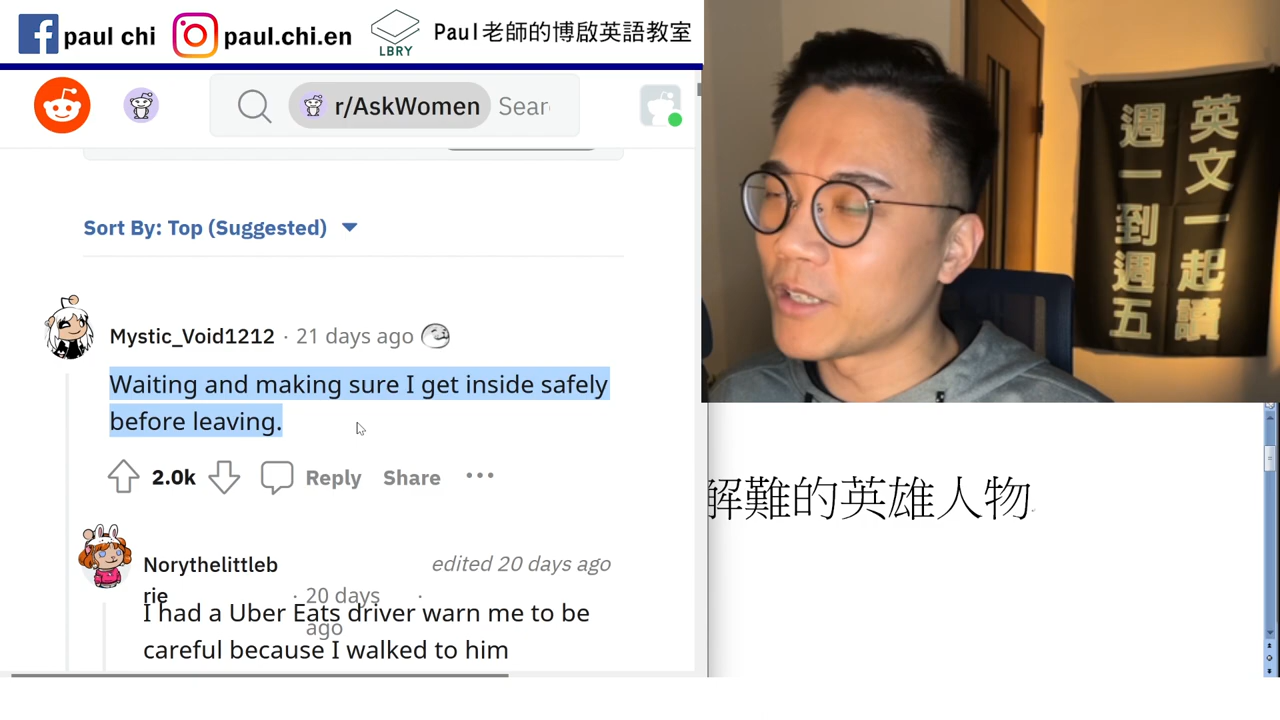 paul chi
paul.chi.en
LBRY
Paul老師的博啟英語教室
r/AskWomen
Sear
Sort By: Top (Suggested)
Mystic_Void1212 · 21 days ago
Waiting and making sure I get inside safely
before leaving.
2.0k
Reply
Share
Norythelittleb
rie
· 20 days
ago
·
edited 20 days ago
I had a Uber Eats driver warn me to be
careful because I walked to him
英文一起讀
週一到週五
解難的英雄人物